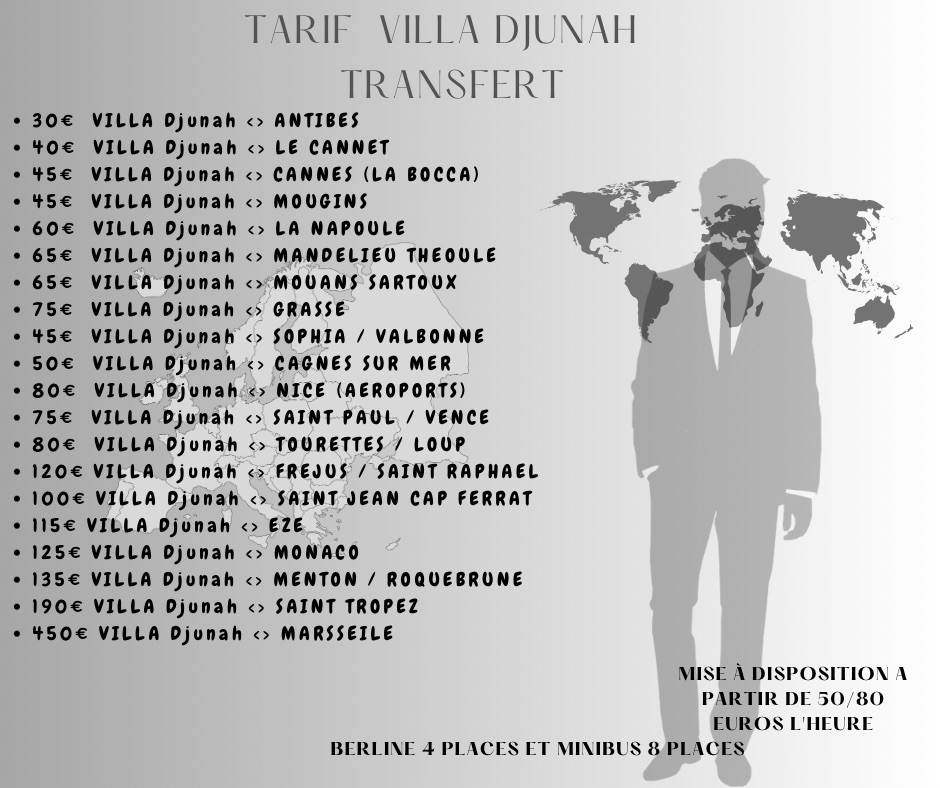 TARIF VILLA DJUNAH
TRANSFERT
• 30€ VILLA Djunah <> ANTIBES
• 40€ VILLA Djunah <> LE CANNET
• 45€ VILLA Djunah <> CANNES (LA BOCCA)
• 45€ VILLA Djunah <> MOUGINS
• 60€ VILLA Djunah <> LA NAPOULE
• 65€ VILLA Djunah <> MANDELIEU THEOULE
• 65€ VILLA Djunah <> MOUANS SARTOUX
• 75€ VILLA Djunah <> GRASSE
• 45€ VILLA Djunah <> SOPHIA / VALBONNE
• 50€ VILLA Djunah <> CAGNES SUR MER
• 80€ VILLA Djunah <> NICE (AEROPORTS)
• 75€ VILLA Djunah <> SAINT PAUL / VENCE
• 80€ VILLA Djunah <> TOURETTES / LOUP
• 120€ VILLA Djunah <> FREJUS / SAINT RAPHAEL
• 100€ VILLA Djunah <> SAINT JEAN CAP FERRAT
• 115€ VILLA Djunah <> EZE
• 125€ VILLA Djunah <> MONACO
• 135€ VILLA Djunah <> MENTON / ROQUEBRUNE
• 190€ VILLA Djunah <> SAINT TROPEZ
• 450€ VILLA Djunah <> MARSSEILE
MISE À DISPOSITION A
PARTIR DE 50/80
EUROS L'HEURE
BERLINE 4 PLACES ET MINIBUS 8 PLACES